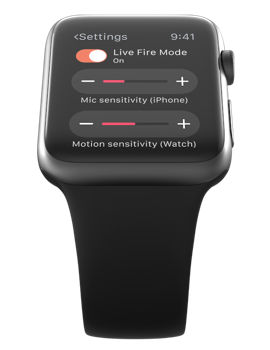 <Settings 9:41
Live Fire Mode
On
Mic sensitivity (iPhone)
Motion sensitivity (Watch)